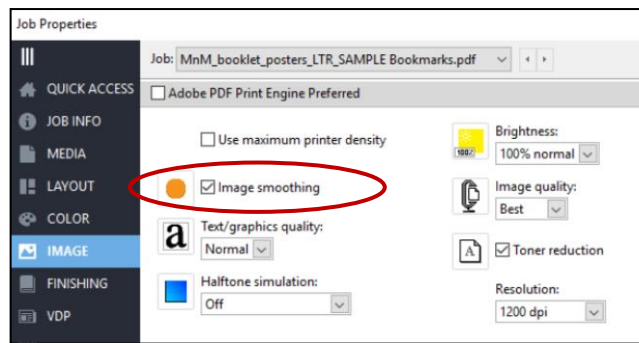 Job Properties
Job: MnM_booklet_posters_LTR_SAMPLE Bookmarks.pdf
QUICK ACCESS
JOB INFO
MEDIA
LAYOUT
COLOR
IMAGE
FINISHING
VDP
Adobe PDF Print Engine Preferred
Use maximum printer density
Image smoothing
a
Text/graphics quality:
Normal
Halftone simulation:
Off
100%
Brightness:
100% normal
Image quality:
Best
A
Toner reduction
Resolution:
1200 dpi